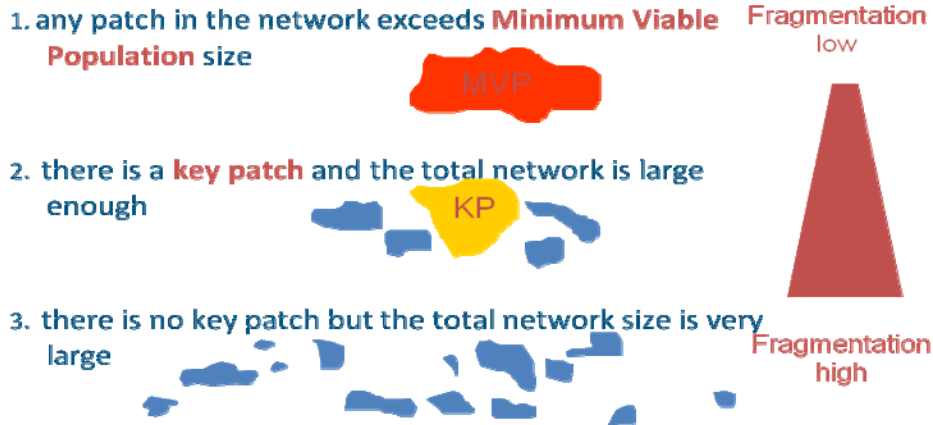 1. any patch in the network exceeds Minimum Viable
Population size
MVP
2. there is a key patch and the total network is large
enough
KP
3. there is no key patch but the total network size is very
large
Fragmentation
low
Fragmentation
high